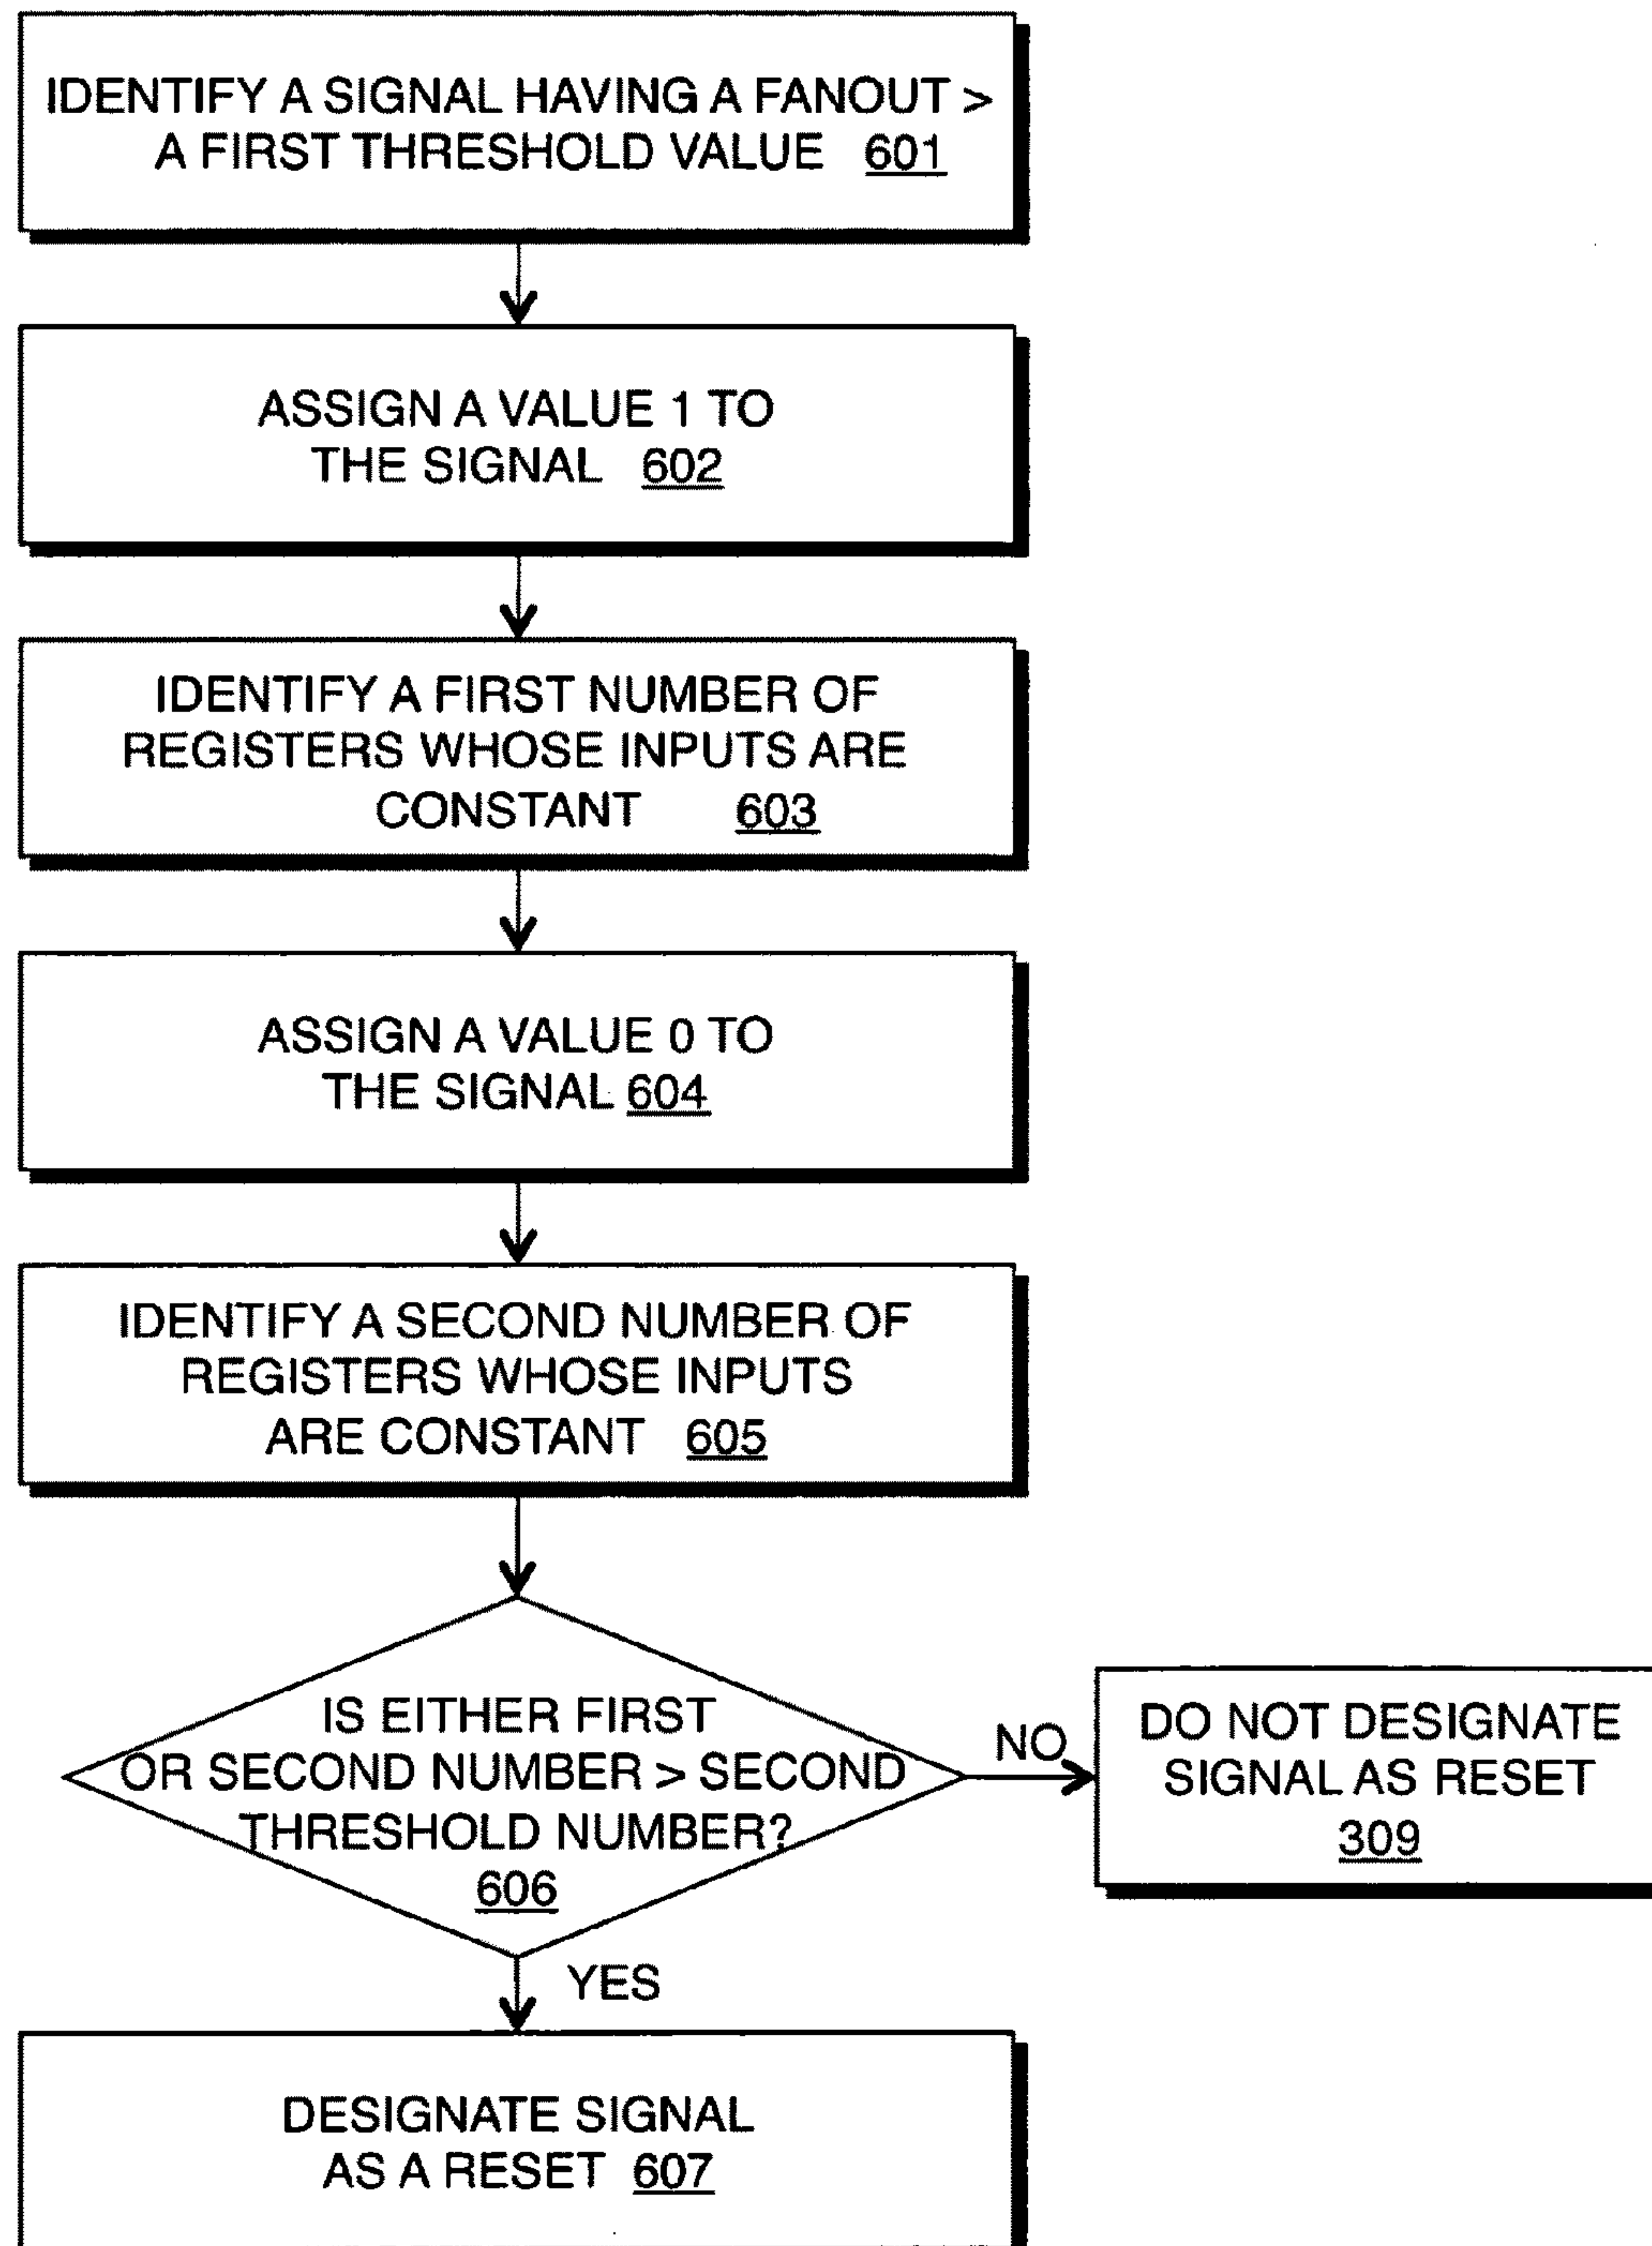 IDENTIFY A SIGNAL HAVING A FANOUT >
A FIRST THRESHOLD VALUE 601
ASSIGN A VALUE 1 TO
THE SIGNAL 602
IDENTIFY A FIRST NUMBER OF
REGISTERS WHOSE INPUTS ARE
CONSTANT 603
ASSIGN A VALUE 0 TO
THE SIGNAL 604
IDENTIFY A SECOND NUMBER OF
REGISTERS WHOSE INPUTS
ARE CONSTANT 605
IS EITHER FIRST
OR SECOND NUMBER > SECOND
THRESHOLD NUMBER?
606
NO
DO NOT DESIGNATE
SIGNAL AS RESET
309
YES
DESIGNATE SIGNAL
AS A RESET 607